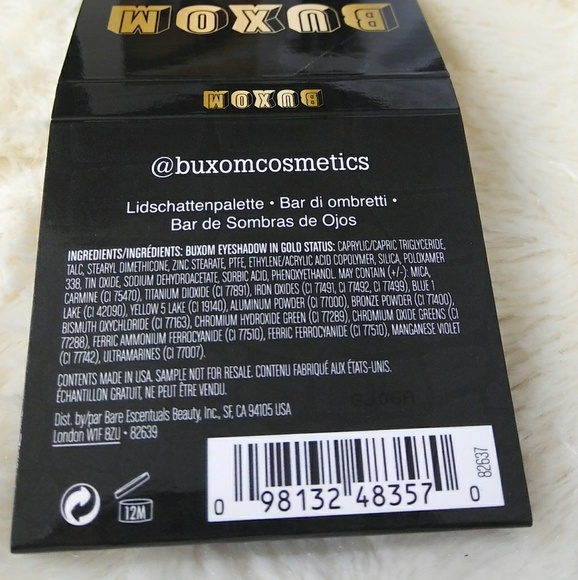 BUXOM
BUXOM
@buxomcosmetics
Lidschattenpalette • Bar di ombretti •
Bar de Sombras de Ojos
INGREDIENTS/INGRÉDIENTS: BUXOM EYESHADOW IN GOLD STATUS: CAPRYLIC/CAPRIC TRIGLYCERIDE,
TALC, STEARYL DIMETHICONE, ZINC STEARATE, PTFE, ETHYLENE/ACRYLIC ACID COPOLYMER, SILICA, POLOXAMER
338, TIN OXIDE, SODIUM DEHYDROACETATE, SORBIC ACID, PHENOXYETHANOL. MAY CONTAIN (+/-): MICA,
CARMINE (CI 75470), TITANIUM DIOXIDE (CI 77891), IRON OXIDES (CI 77491, CI 77492, CI 77499), BLUE 1
LAKE (CI 42090), YELLOW 5 LAKE (CI 19140), ALUMINUM POWDER (CI 77000), BRONZE POWDER (CI 77400),
BISMUTH OXYCHLORIDE (CI 77163), CHROMIUM HYDROXIDE GREEN (CI 77289), CHROMIUM OXIDE GREENS (CI
77288), FERRIC AMMONIUM FERROCYANIDE (CI 77510), FERRIC FERROCYANIDE (CI 77510), MANGANESE VIOLET
(CI 77742), ULTRAMARINES (CI 77007).
CONTENTS MADE IN USA. SAMPLE NOT FOR RESALE. CONTENU FABRIQUÉ AUX ÉTATS-UNIS.
ÉCHANTILLON GRATUIT, NE PEUT ÊTRE VENDU.
Dist. by/par Bare Escentuals Beauty, Inc., SF, CA 94105 USA
London W1F 8ZU • 82639
12M
0 98132 48357 0
82637